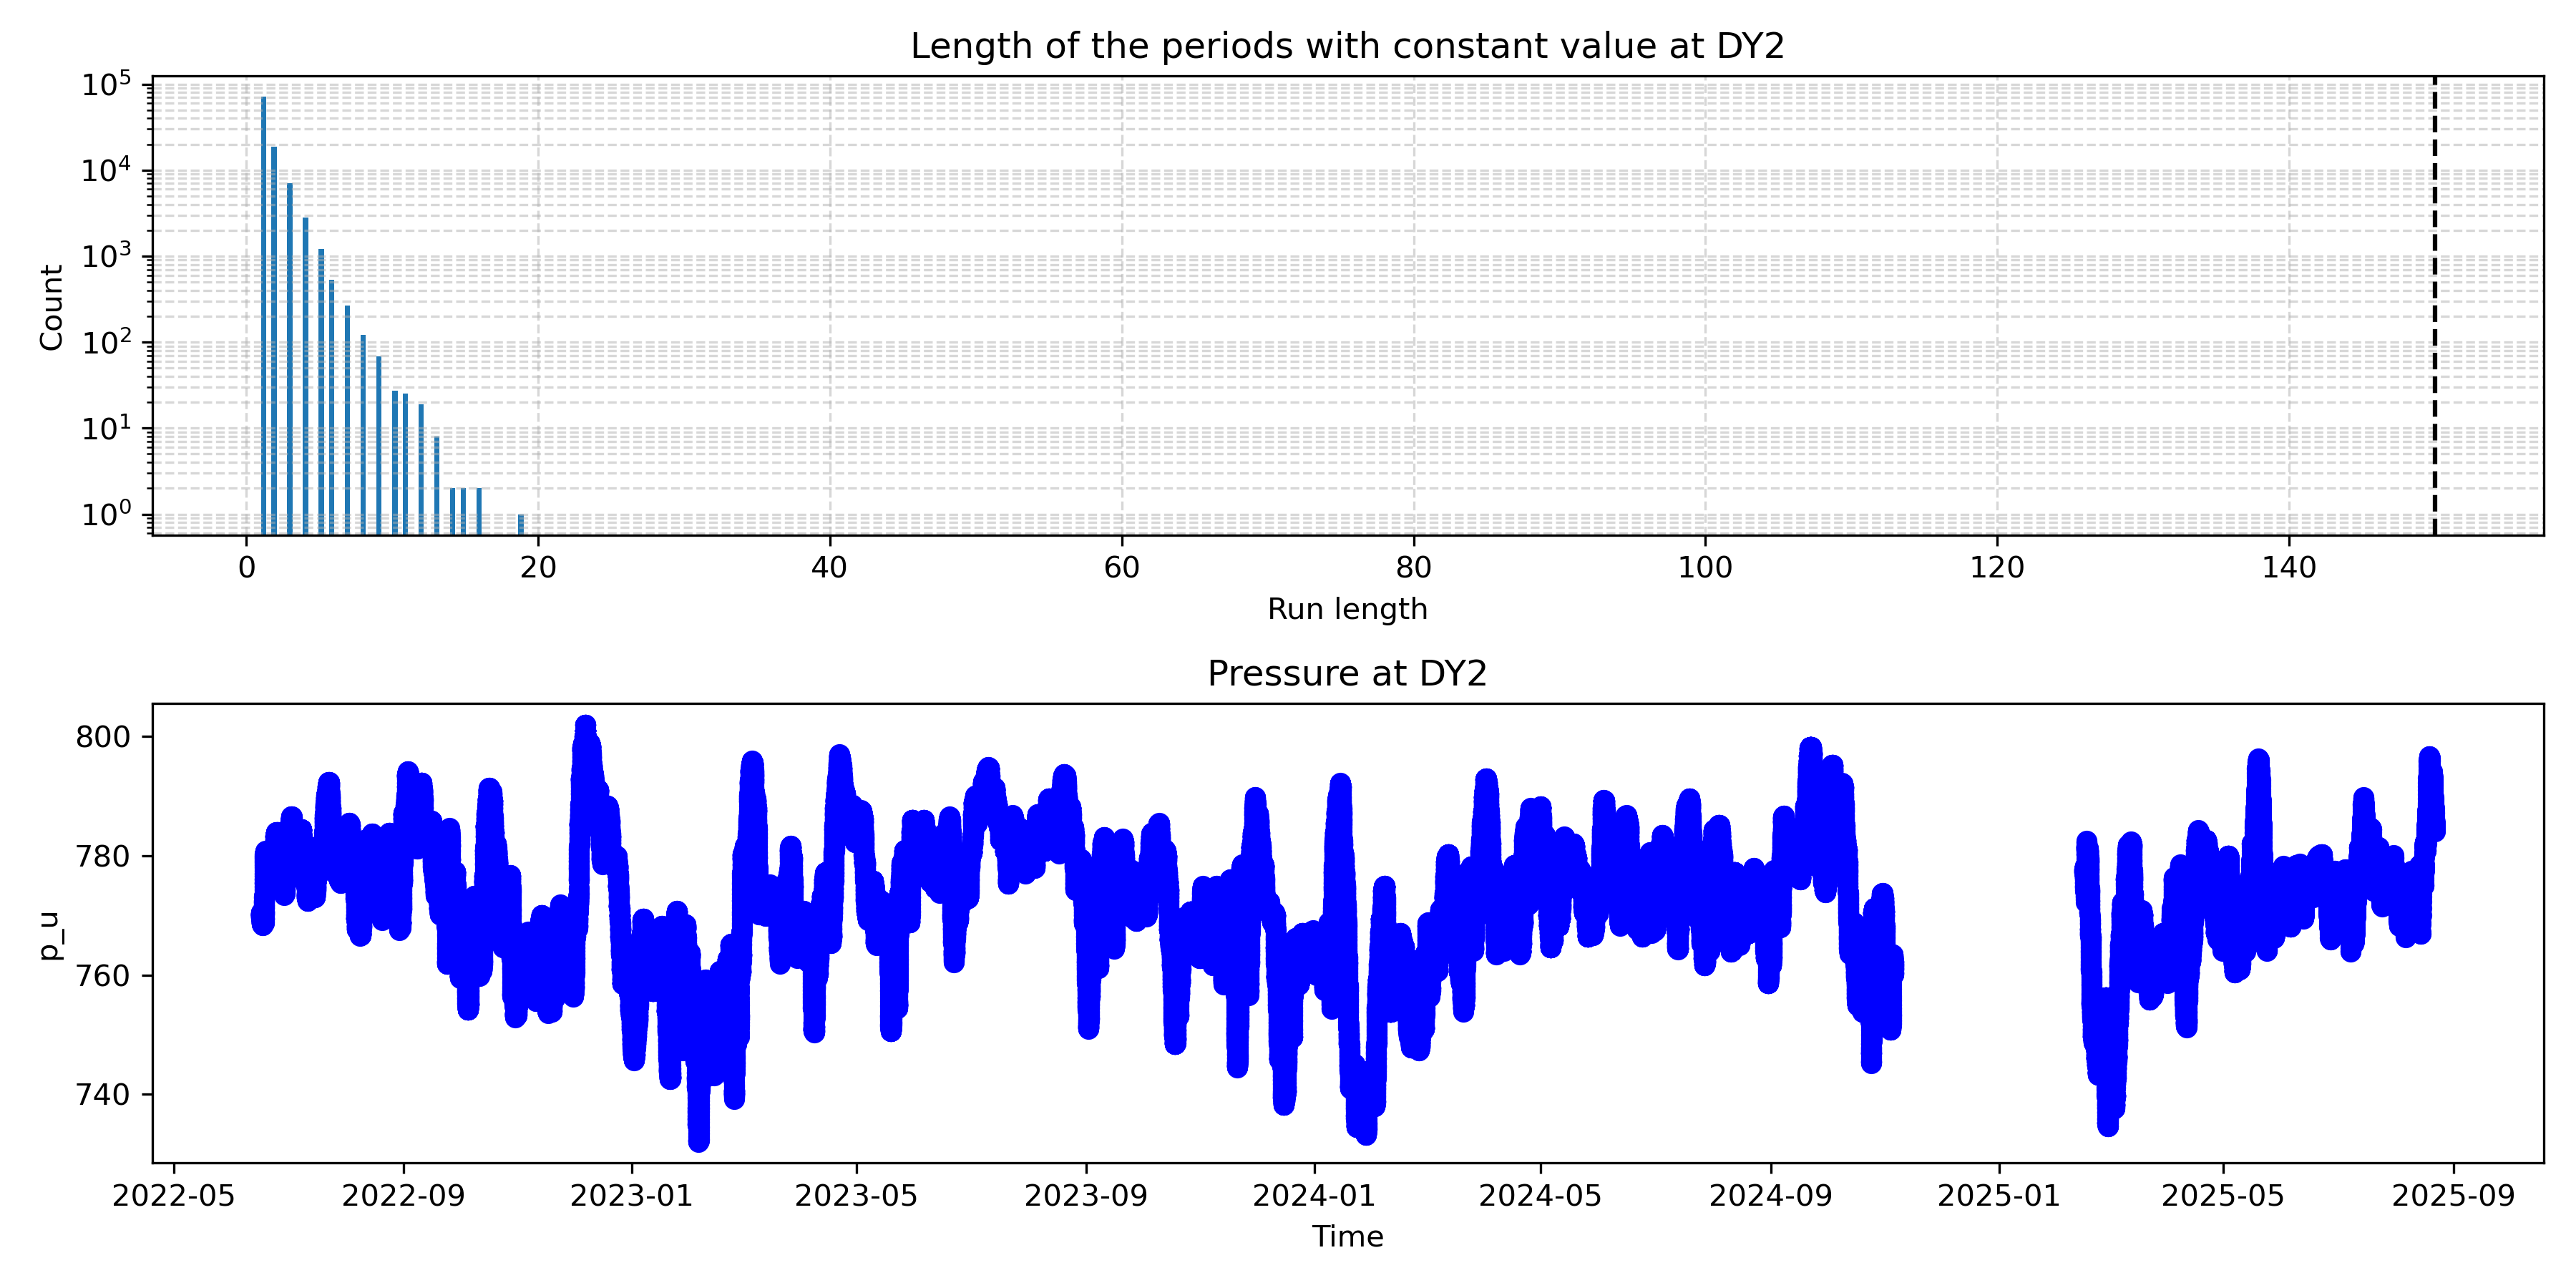 Length of the periods with constant value at DY2
Count
10^5
10^4
10^3
10^2
10^1
10^0
0 20 40 60 80 100 120 140
Run length
Pressure at DY2
p_u
800
780
760
740
2022-05 2022-09 2023-01 2023-05 2023-09 2024-01 2024-05 2024-09 2025-01 2025-05 2025-09
Time